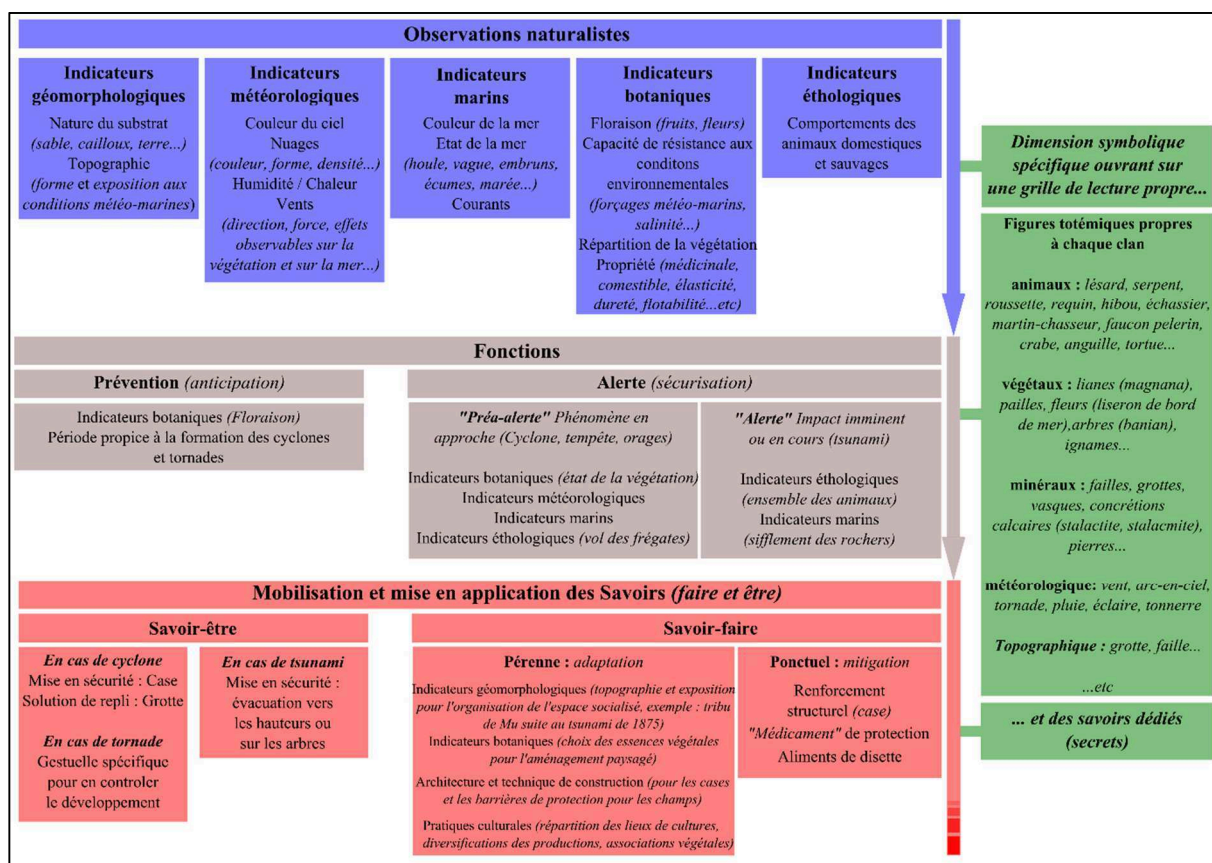 Observations naturalistes
Indicateurs
géomorphologiques
Nature du substrat
(sable, cailloux, terre...)
Topographie
(forme et exposition aux
conditions météo-marines)
Indicateurs
météorologiques
Couleur du ciel
Nuages
(couleur, forme, densité...)
Humidité / Chaleur
Vents
(direction, force, effets
observables sur la
végétation et sur la mer...)
Indicateurs
marins
Couleur de la mer
Etat de la mer
(houle, vague, embruns,
écumes, marée...)
Courants
Indicateurs
botaniques
Floraison (fruits, fleurs)
Capacité de résistance aux
conditons
environnementales
(forçages météo-marins,
salinité...)
Répartition de la végétation
Propriété (médicinale,
comestible, élasticité,
dureté, flotabilité...etc)
Indicateurs
éthologiques
Comportements des
animaux domestiques
et sauvages
Fonctions
Prévention (anticipation)
Indicateurs botaniques (Floraison)
Période propice à la formation des cyclones
et tornades
Alerte (sécurisation)
"Préa-alerte" Phénomène en
approche (Cyclone, tempête, orages)
Indicateurs botaniques (état de la végétation)
Indicateurs météorologiques
Indicateurs marins
Indicateurs éthologiques (vol des frégates)
"Alerte" Impact imminent
ou en cours (tsunami)
Indicateurs éthologiques
(ensemble des animaux)
Indicateurs marins
(sifflement des rochers)
Mobilisation et mise en application des Savoirs (faire et être)
Savoir-être
En cas de cyclone
Mise en sécurité : Case
Solution de repli : Grotte
En cas de tornade
Gestuelle spécifique
pour en controler
le développement
En cas de tsunami
Mise en sécurité :
évacuation vers
les hauteurs ou
sur les arbres
Savoir-faire
Pérenne : adaptation
Indicateurs géomorphologiques (topographie et exposition
pour l'organisation de l'espace socialisé, exemple : tribu
de Mu suite au tsunami de 1875)
Indicateurs botaniques (choix des essences végétales
pour l'aménagement paysagé)
Architecture et technique de construction (pour les cases
et les barrières de protection pour les champs)
Pratiques culturales (répartition des lieux de cultures,
diversifications des productions, associations végétales)
Ponctuel : mitigation
Renforcement
structurel (case)
"Médicament" de protection
Aliments de disette
Dimension symbolique
spécifique ouvrant sur
une grille de lecture propre...
Figures totémiques propres
à chaque clan
animaux : lésard, serpent,
roussette, requin, hibou, échassier,
martin-chasseur, faucon pelerin,
crabe, anguille, tortue...
végétaux : lianes (magnana),
pailles, fleurs (liseron de bord
de mer),arbres (banian),
ignames...
minéraux : failles, grottes,
vasques, concrétions
calcaires (stalactite, stalacmite),
pierres...
météorologique: vent, arc-en-ciel,
tornade, pluie, éclaire, tonnerre
Topographique : grotte, faille...
...etc
... et des savoirs dédiés
(secrets)